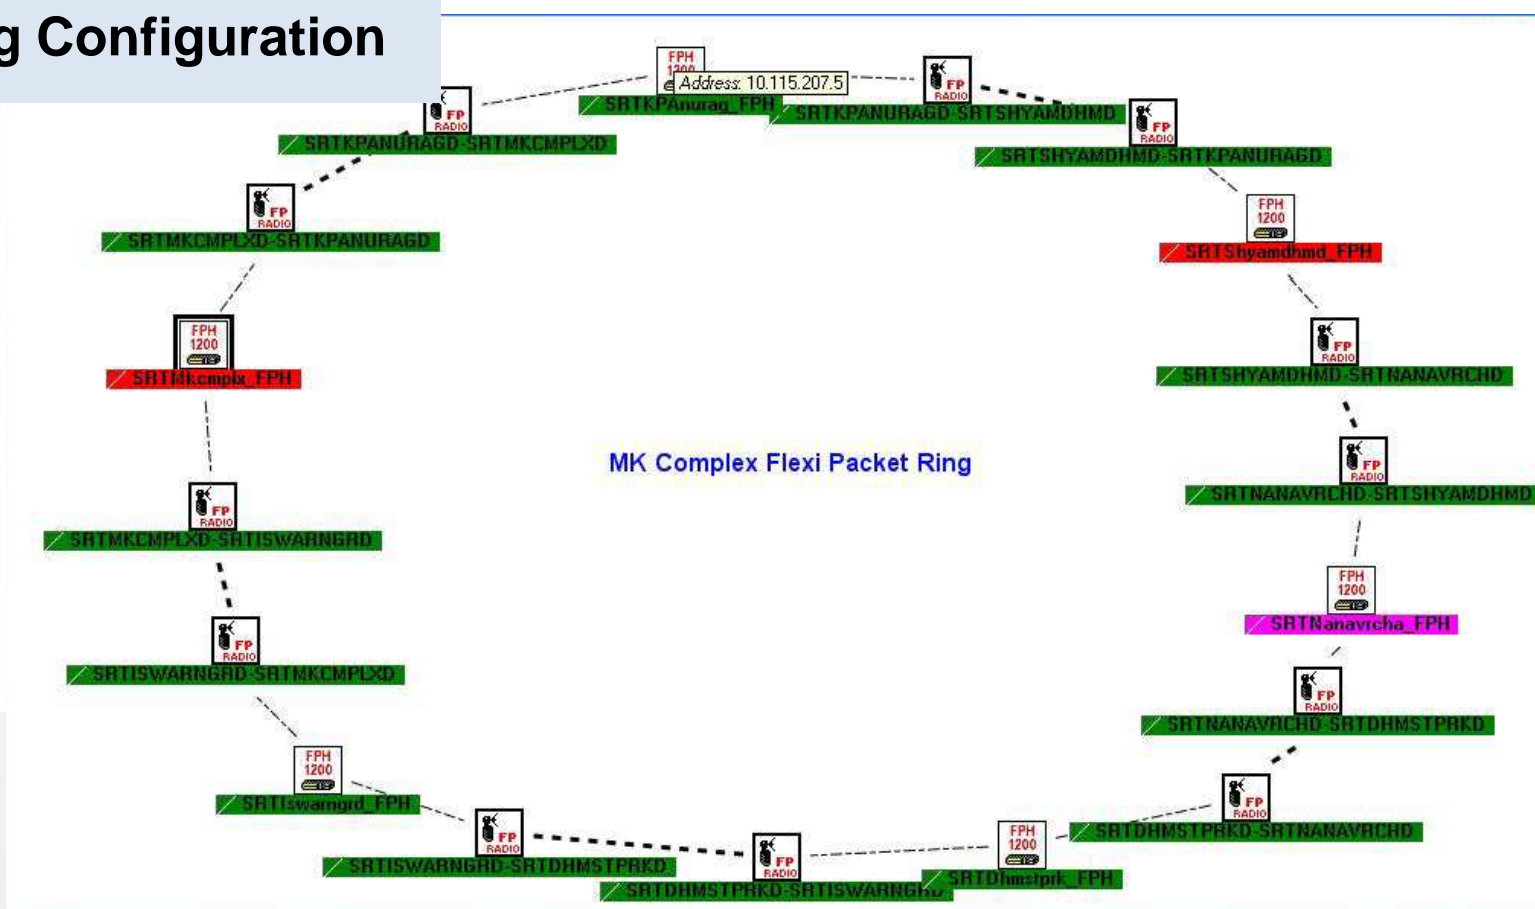 g Configuration
FPH
1200
Address: 10.115.207.5
SRTKPAnurag_FPH
FP
RADIO
SRTKPANURAGD-SRTSHYAMDHMD
FP
RADIO
SRTKPANURAGD-SRTMKCMPLXD
FP
RADIO
SRTSHYAMDHMD-SRTKPANURAGD
FP
RADIO
SRTMKCMPLXD-SRTKPANURAGD
FPH
1200
SRTShyamdhmd_FPH
FPH
1200
SRTMkcmplx_FPH
FP
RADIO
SRTSHYAMDHMD-SRTNANAVRCHD
MK Complex Flexi Packet Ring
FP
RADIO
SRTNANAVRCHD-SRTSHYAMDHMD
FP
RADIO
SRTMKCMPLXD-SRTISWARNGRD
FPH
1200
SRTNanavrcha_FPH
FP
RADIO
SRTISWARNGRD-SRTMKCMPLXD
FP
RADIO
SRTNANAVRCHD-SRTDHMSTPRKD
FPH
1200
SRTIswarngrd_FPH
FP
RADIO
SRTDHMSTPRKD-SRTNANAVRCHD
FP
RADIO
SRTISWARNGRD-SRTDHMSTPRKD
FPH
1200
SRTDhmstprk_FPH
FP
RADIO
SRTDHMSTPRKD-SRTISWARNGRD